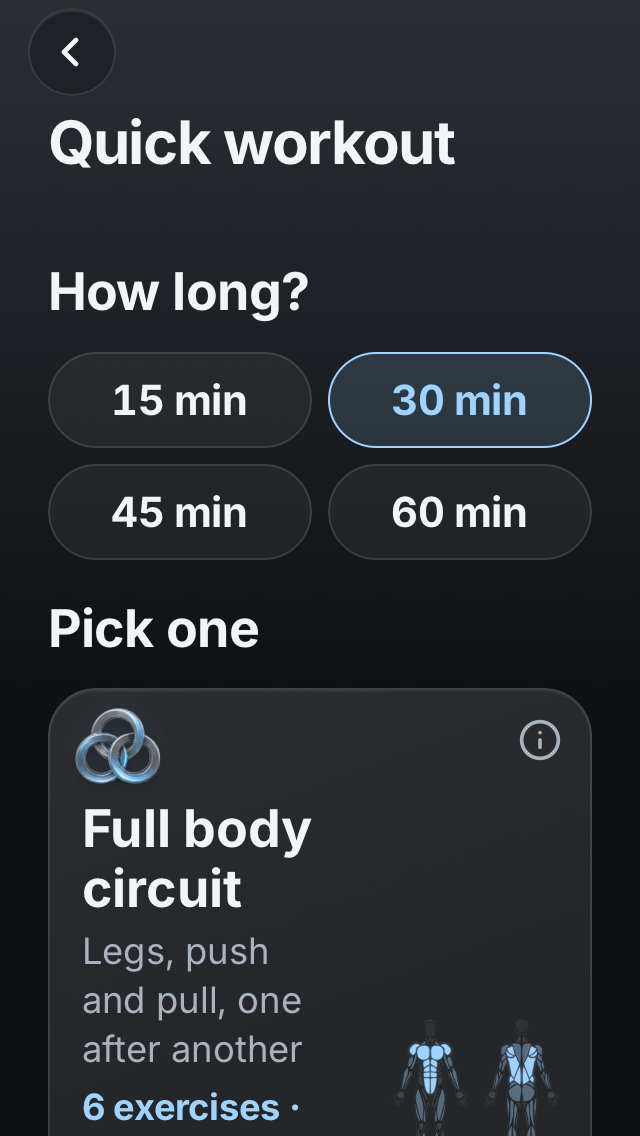 Quick workout
How long?
15 min
30 min
45 min
60 min
Pick one
Full body
circuit
Legs, push
and pull, one
after another
6 exercises ·